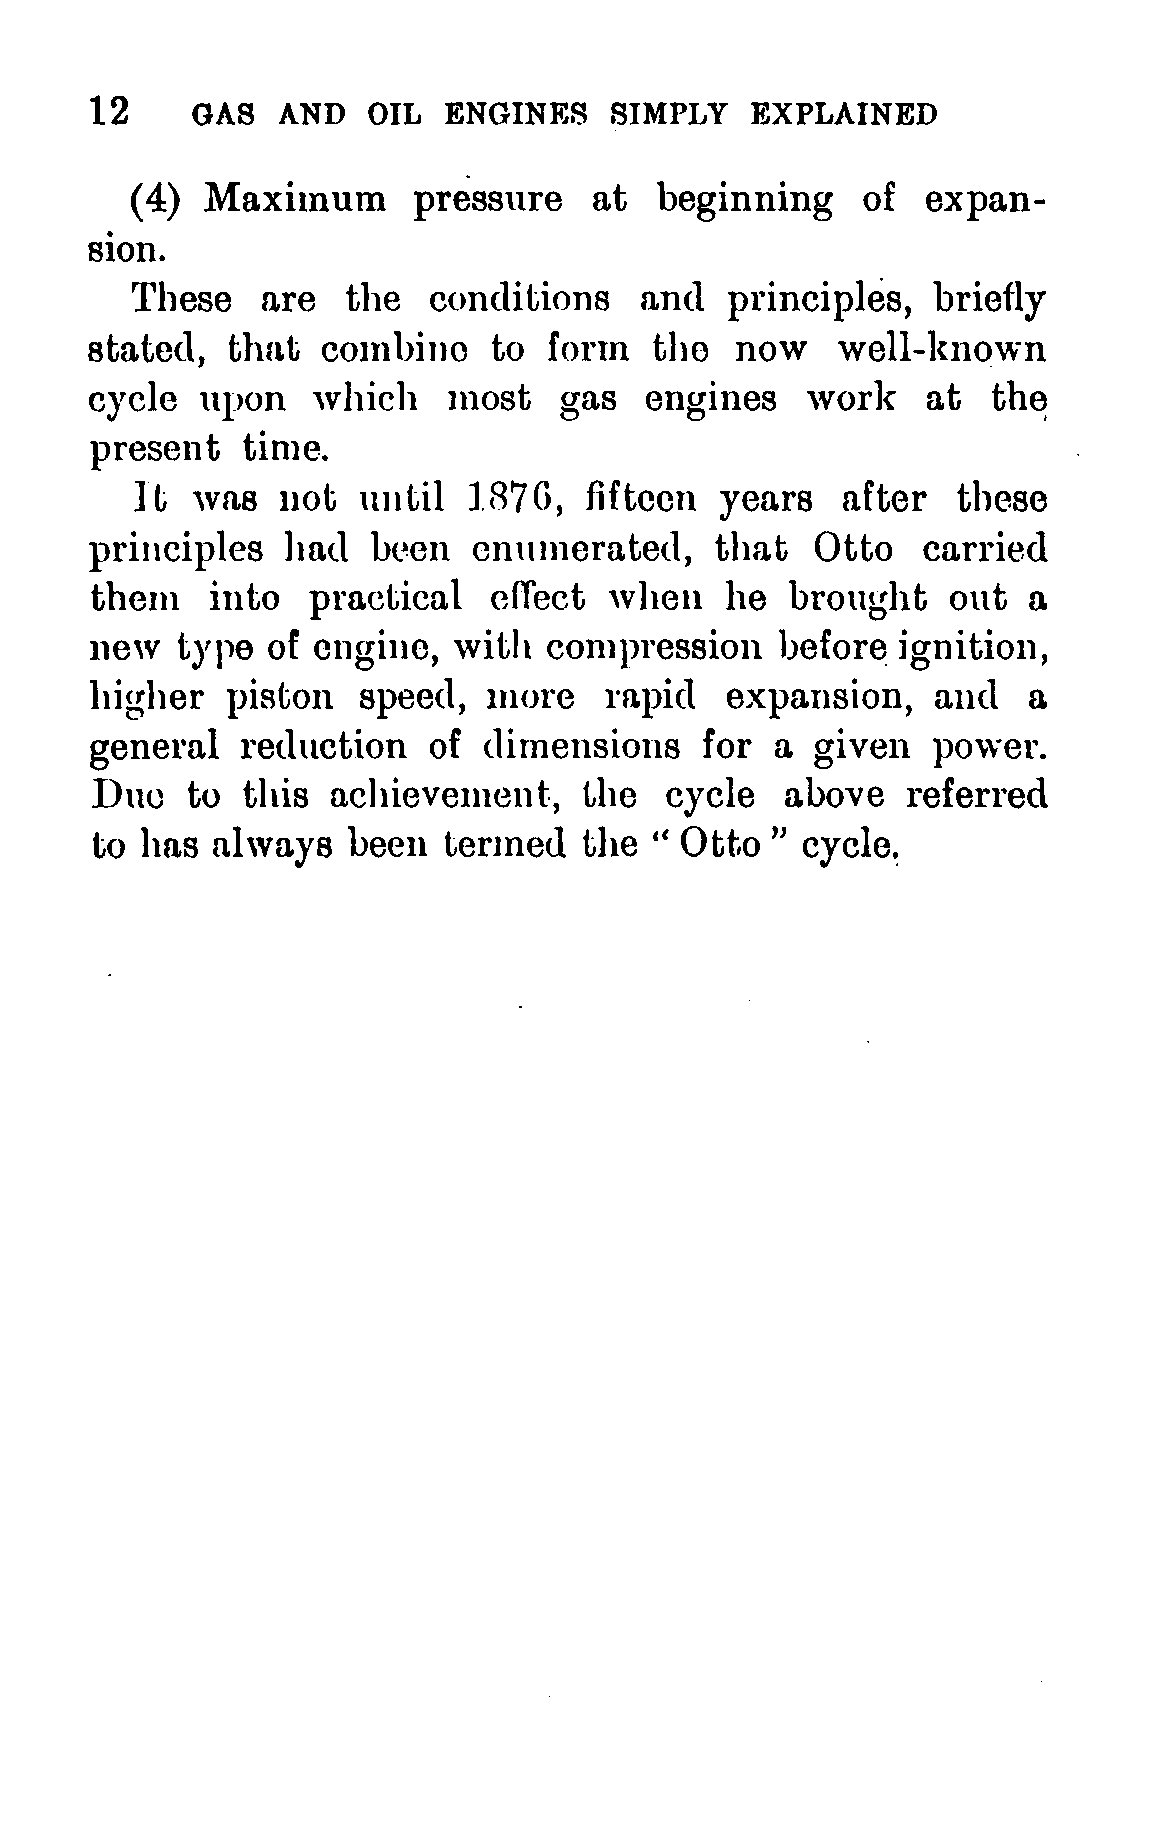 12 GAS AND OIL ENGINES SIMPLY EXPLAINED
(4) Maximum pressure at beginning of expan-
sion.
These are the conditions and principles, briefly
stated, that combine to form the now well-known
cycle upon which most gas engines work at the
present time.
It was not until 1876, fifteen years after these
principles had been enumerated, that Otto carried
them into practical effect when he brought out a
new type of engine, with compression before ignition,
higher piston speed, more rapid expansion, and a
general reduction of dimensions for a given power.
Due to this achievement, the cycle above referred
to has always been termed the “ Otto ” cycle.